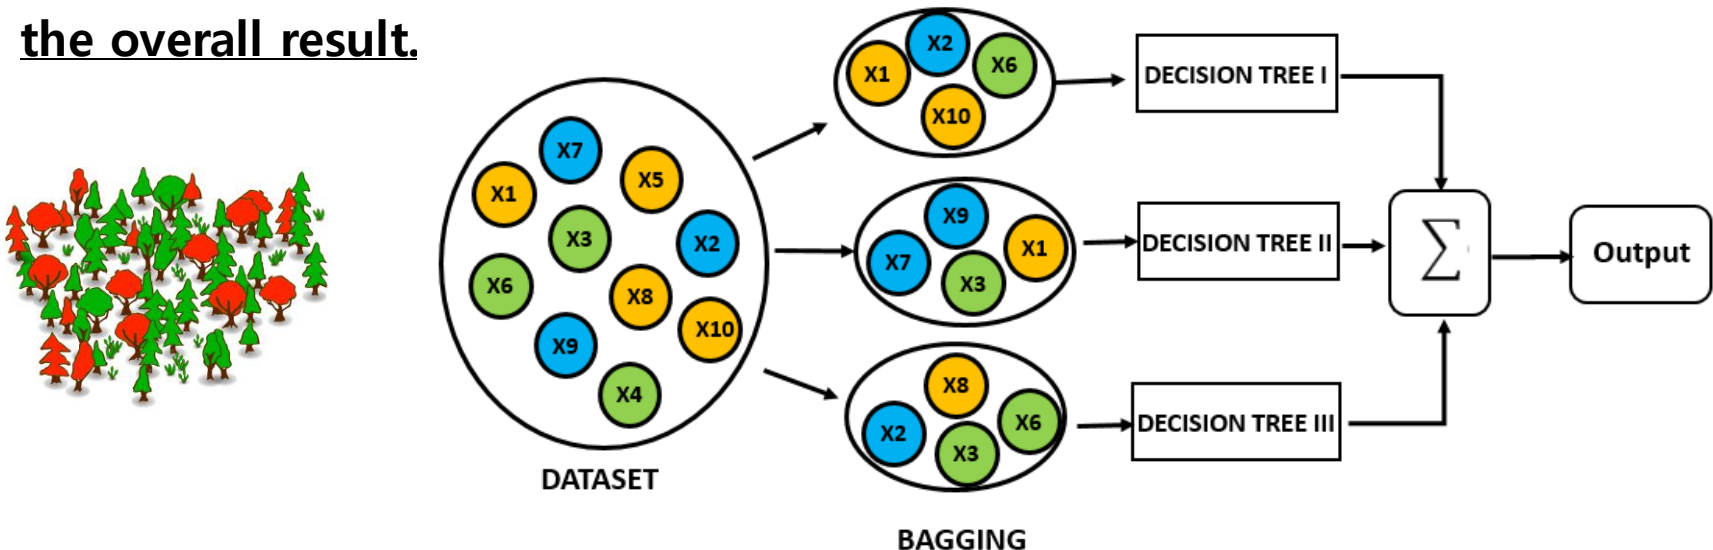 the overall result.
X7
X1
X5
X3
X2
X6
X8
X10
X9
X4
DATASET
X2
X1
X6
X10
X9
X7
X1
X3
X8
X2
X6
X3
BAGGING
DECISION TREE I
DECISION TREE II
DECISION TREE III
∑
Output